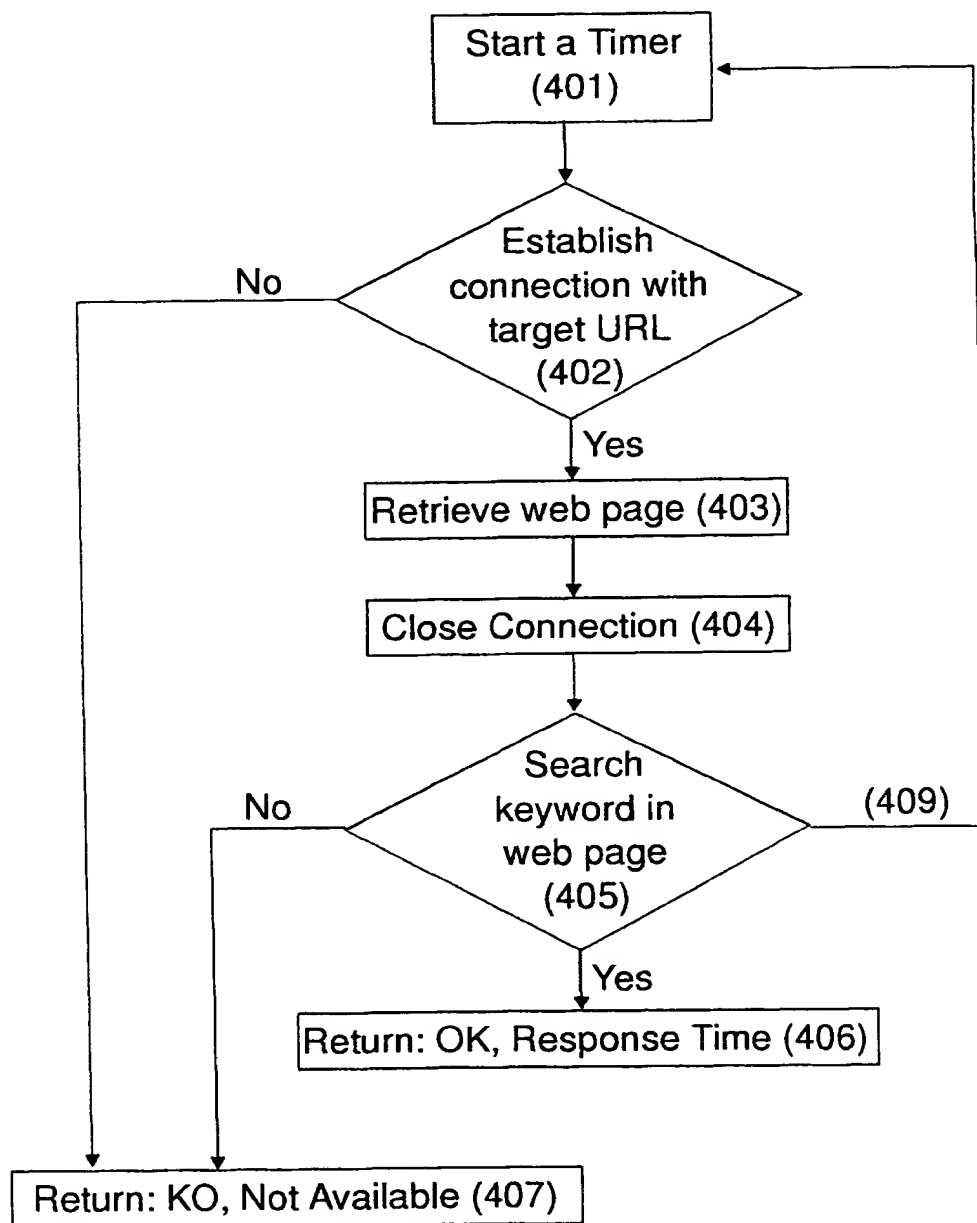 Start a Timer
(401)
Establish
connection with
target URL
(402)
No
Yes
Retrieve web page (403)
Close Connection (404)
Search
keyword in
web page
(405)
No
(409)
Yes
Return: OK, Response Time (406)
Return: KO, Not Available (407)